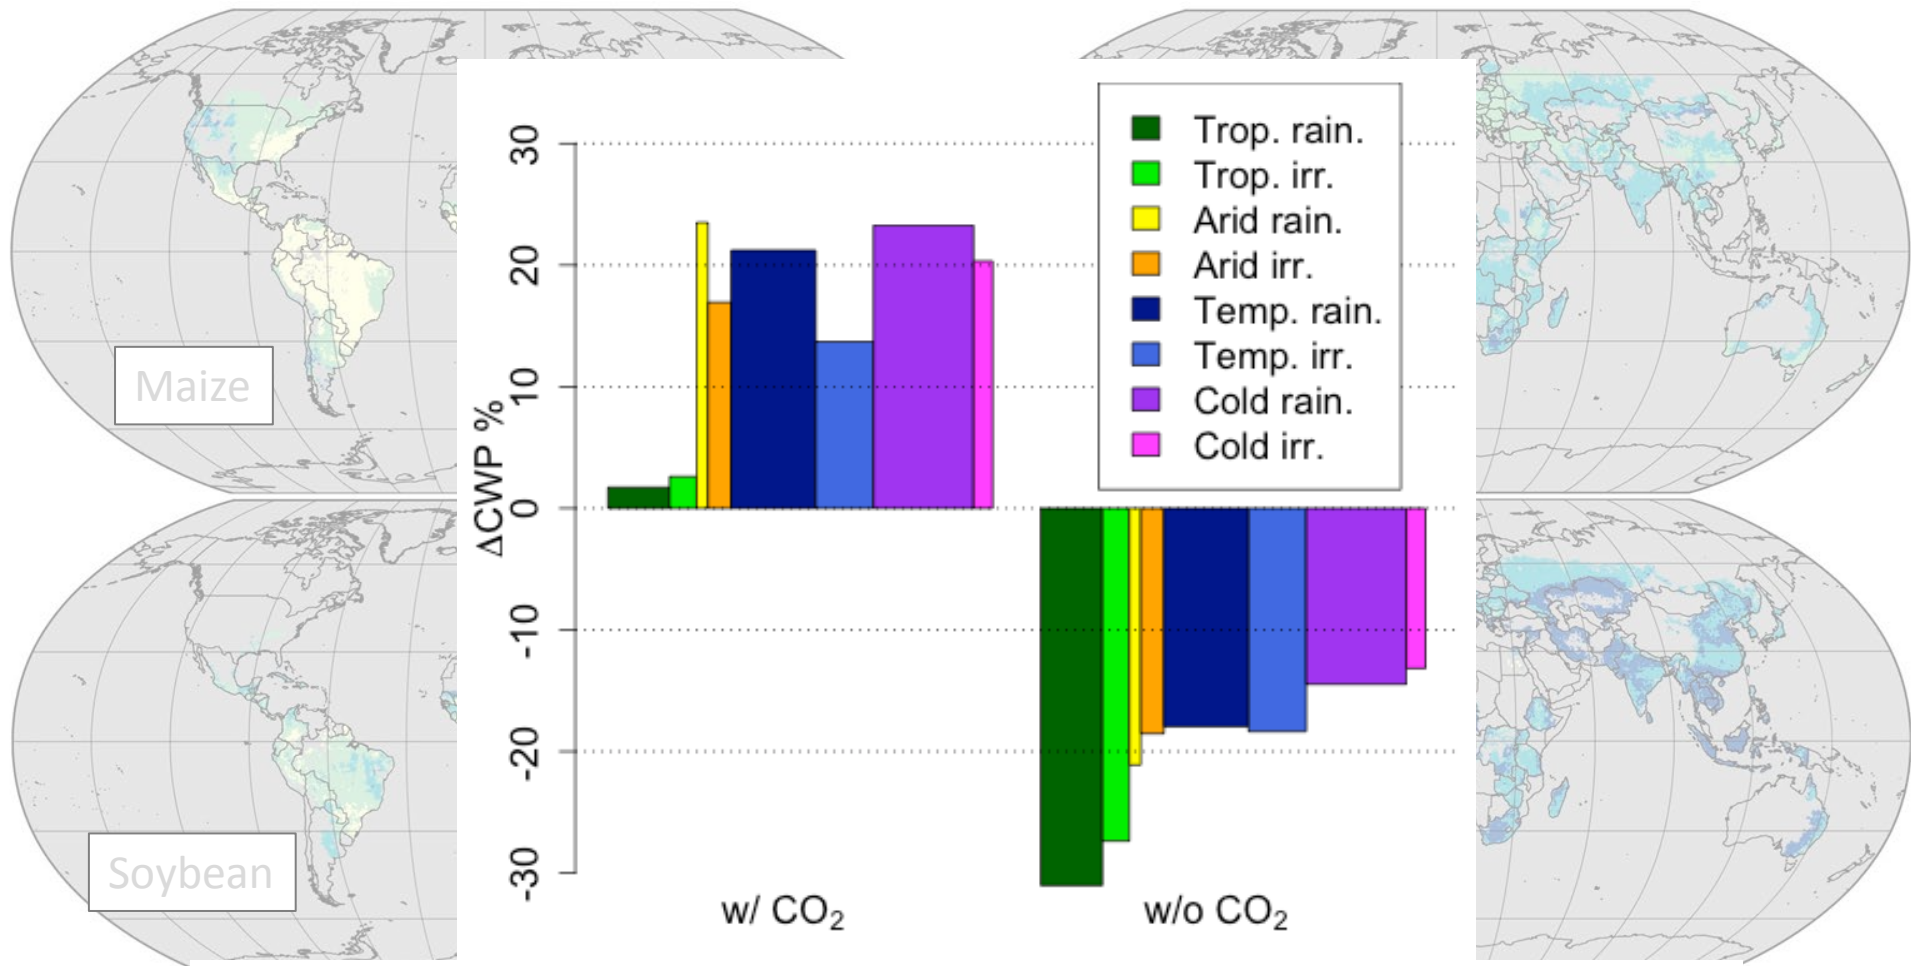 Maize
Soybean
ΔCWP %
30
20
10
0
-10
-20
-30
Trop. rain.
Trop. irr.
Arid rain.
Arid irr.
Temp. rain.
Temp. irr.
Cold rain.
Cold irr.
w/ CO₂
w/o CO₂